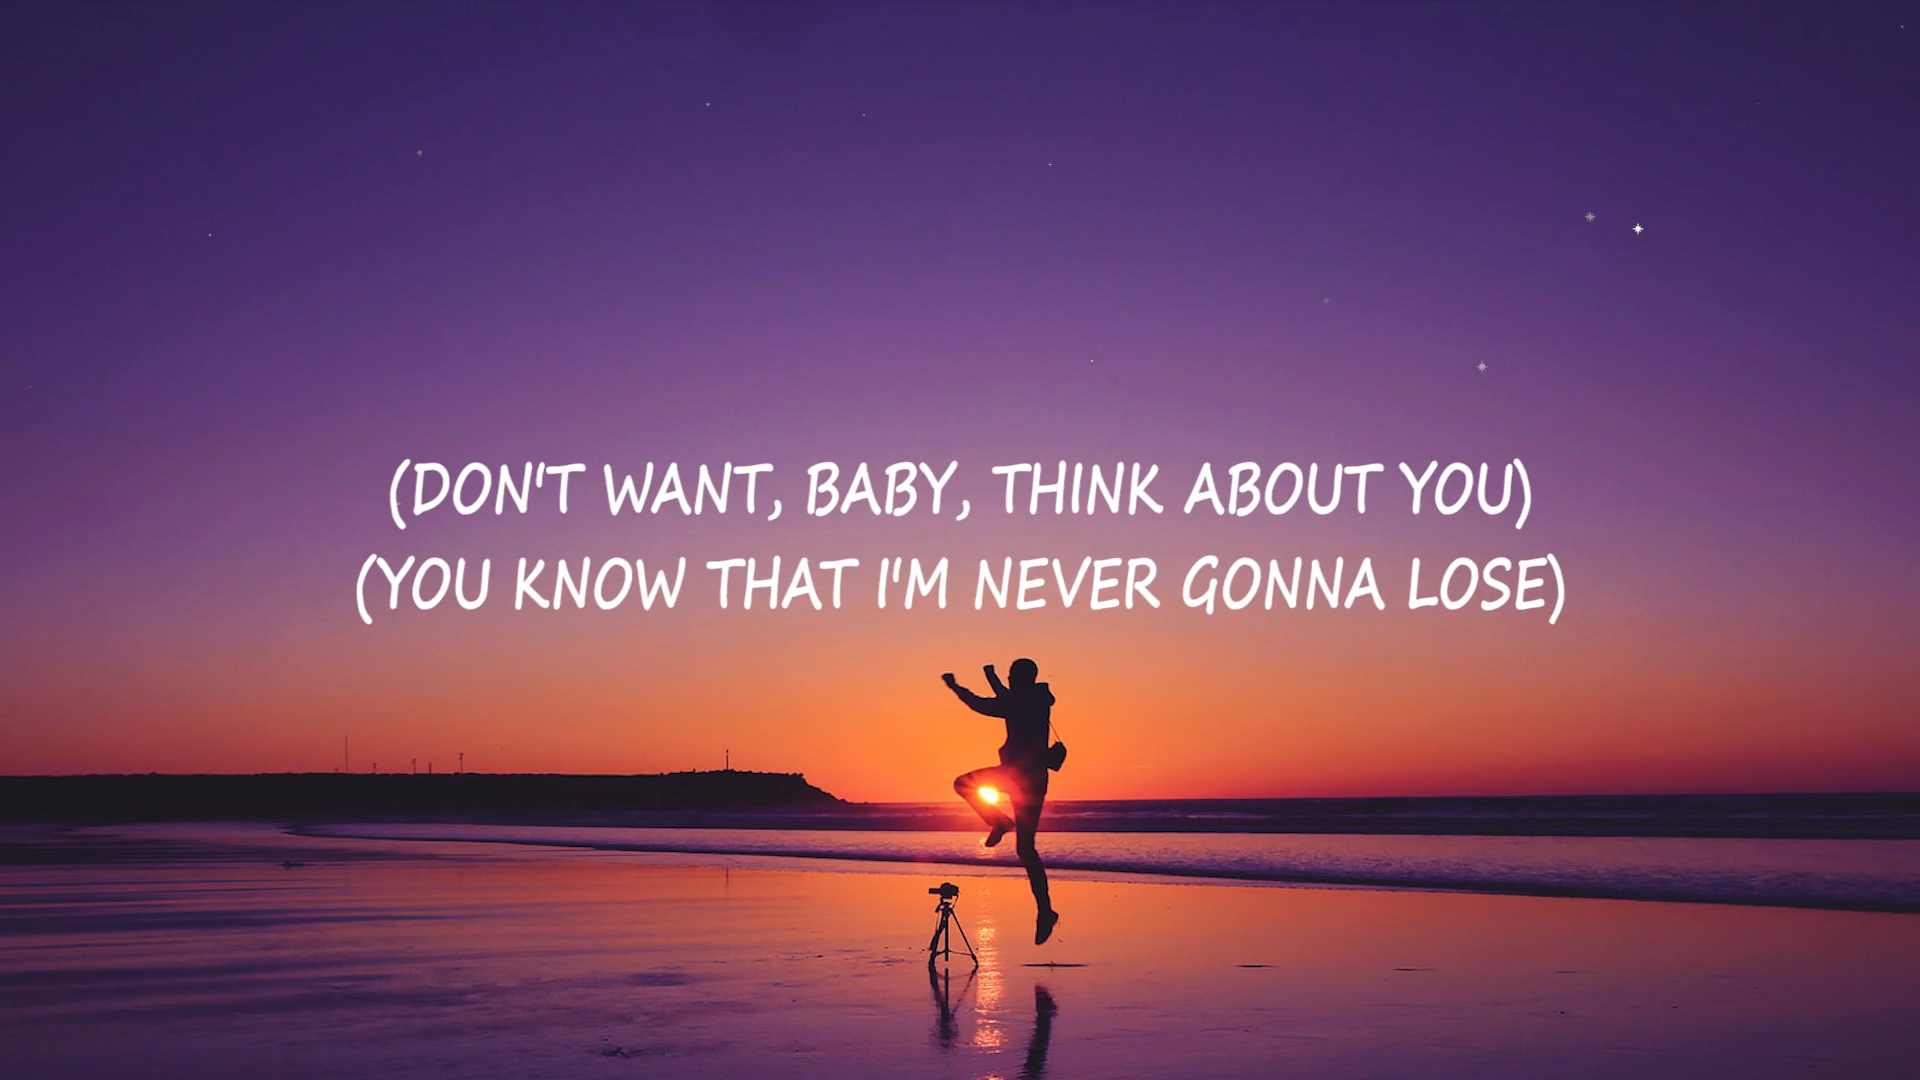 (DON'T WANT, BABY, THINK ABOUT YOU)
(YOU KNOW THAT I'M NEVER GONNA LOSE)